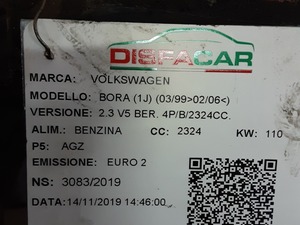 DISFACAR
MARCA: VOLKSWAGEN
MODELLO: BORA (1J) (03/99>02/06<)
VERSIONE: 2.3 V5 BER. 4P/B/2324CC.
ALIM.: BENZINA CC: 2324 KW: 110
P5: AGZ
EMISSIONE: EURO 2
NS: 3083/2019
DATA: 14/11/2019 14:46:00